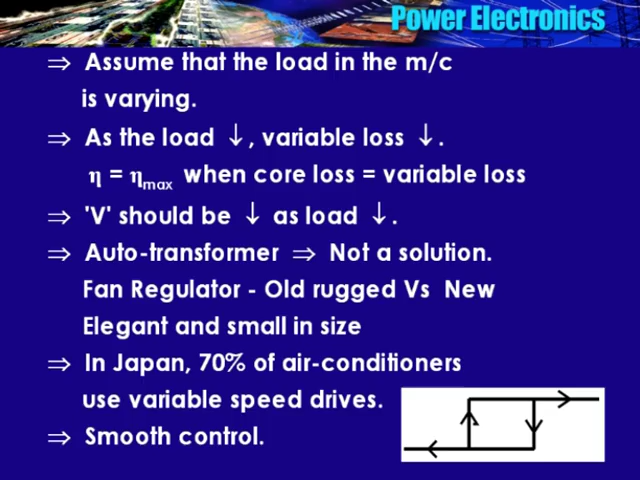 Power Electronics
⇒ Assume that the load in the m/c
is varying.
⇒ As the load ↓, variable loss ↓.
η = ηmax when core loss = variable loss
⇒ 'V' should be ↓ as load ↓.
⇒ Auto-transformer ⇒ Not a solution.
Fan Regulator - Old rugged Vs New
Elegant and small in size
⇒ In Japan, 70% of air-conditioners
use variable speed drives.
⇒ Smooth control.